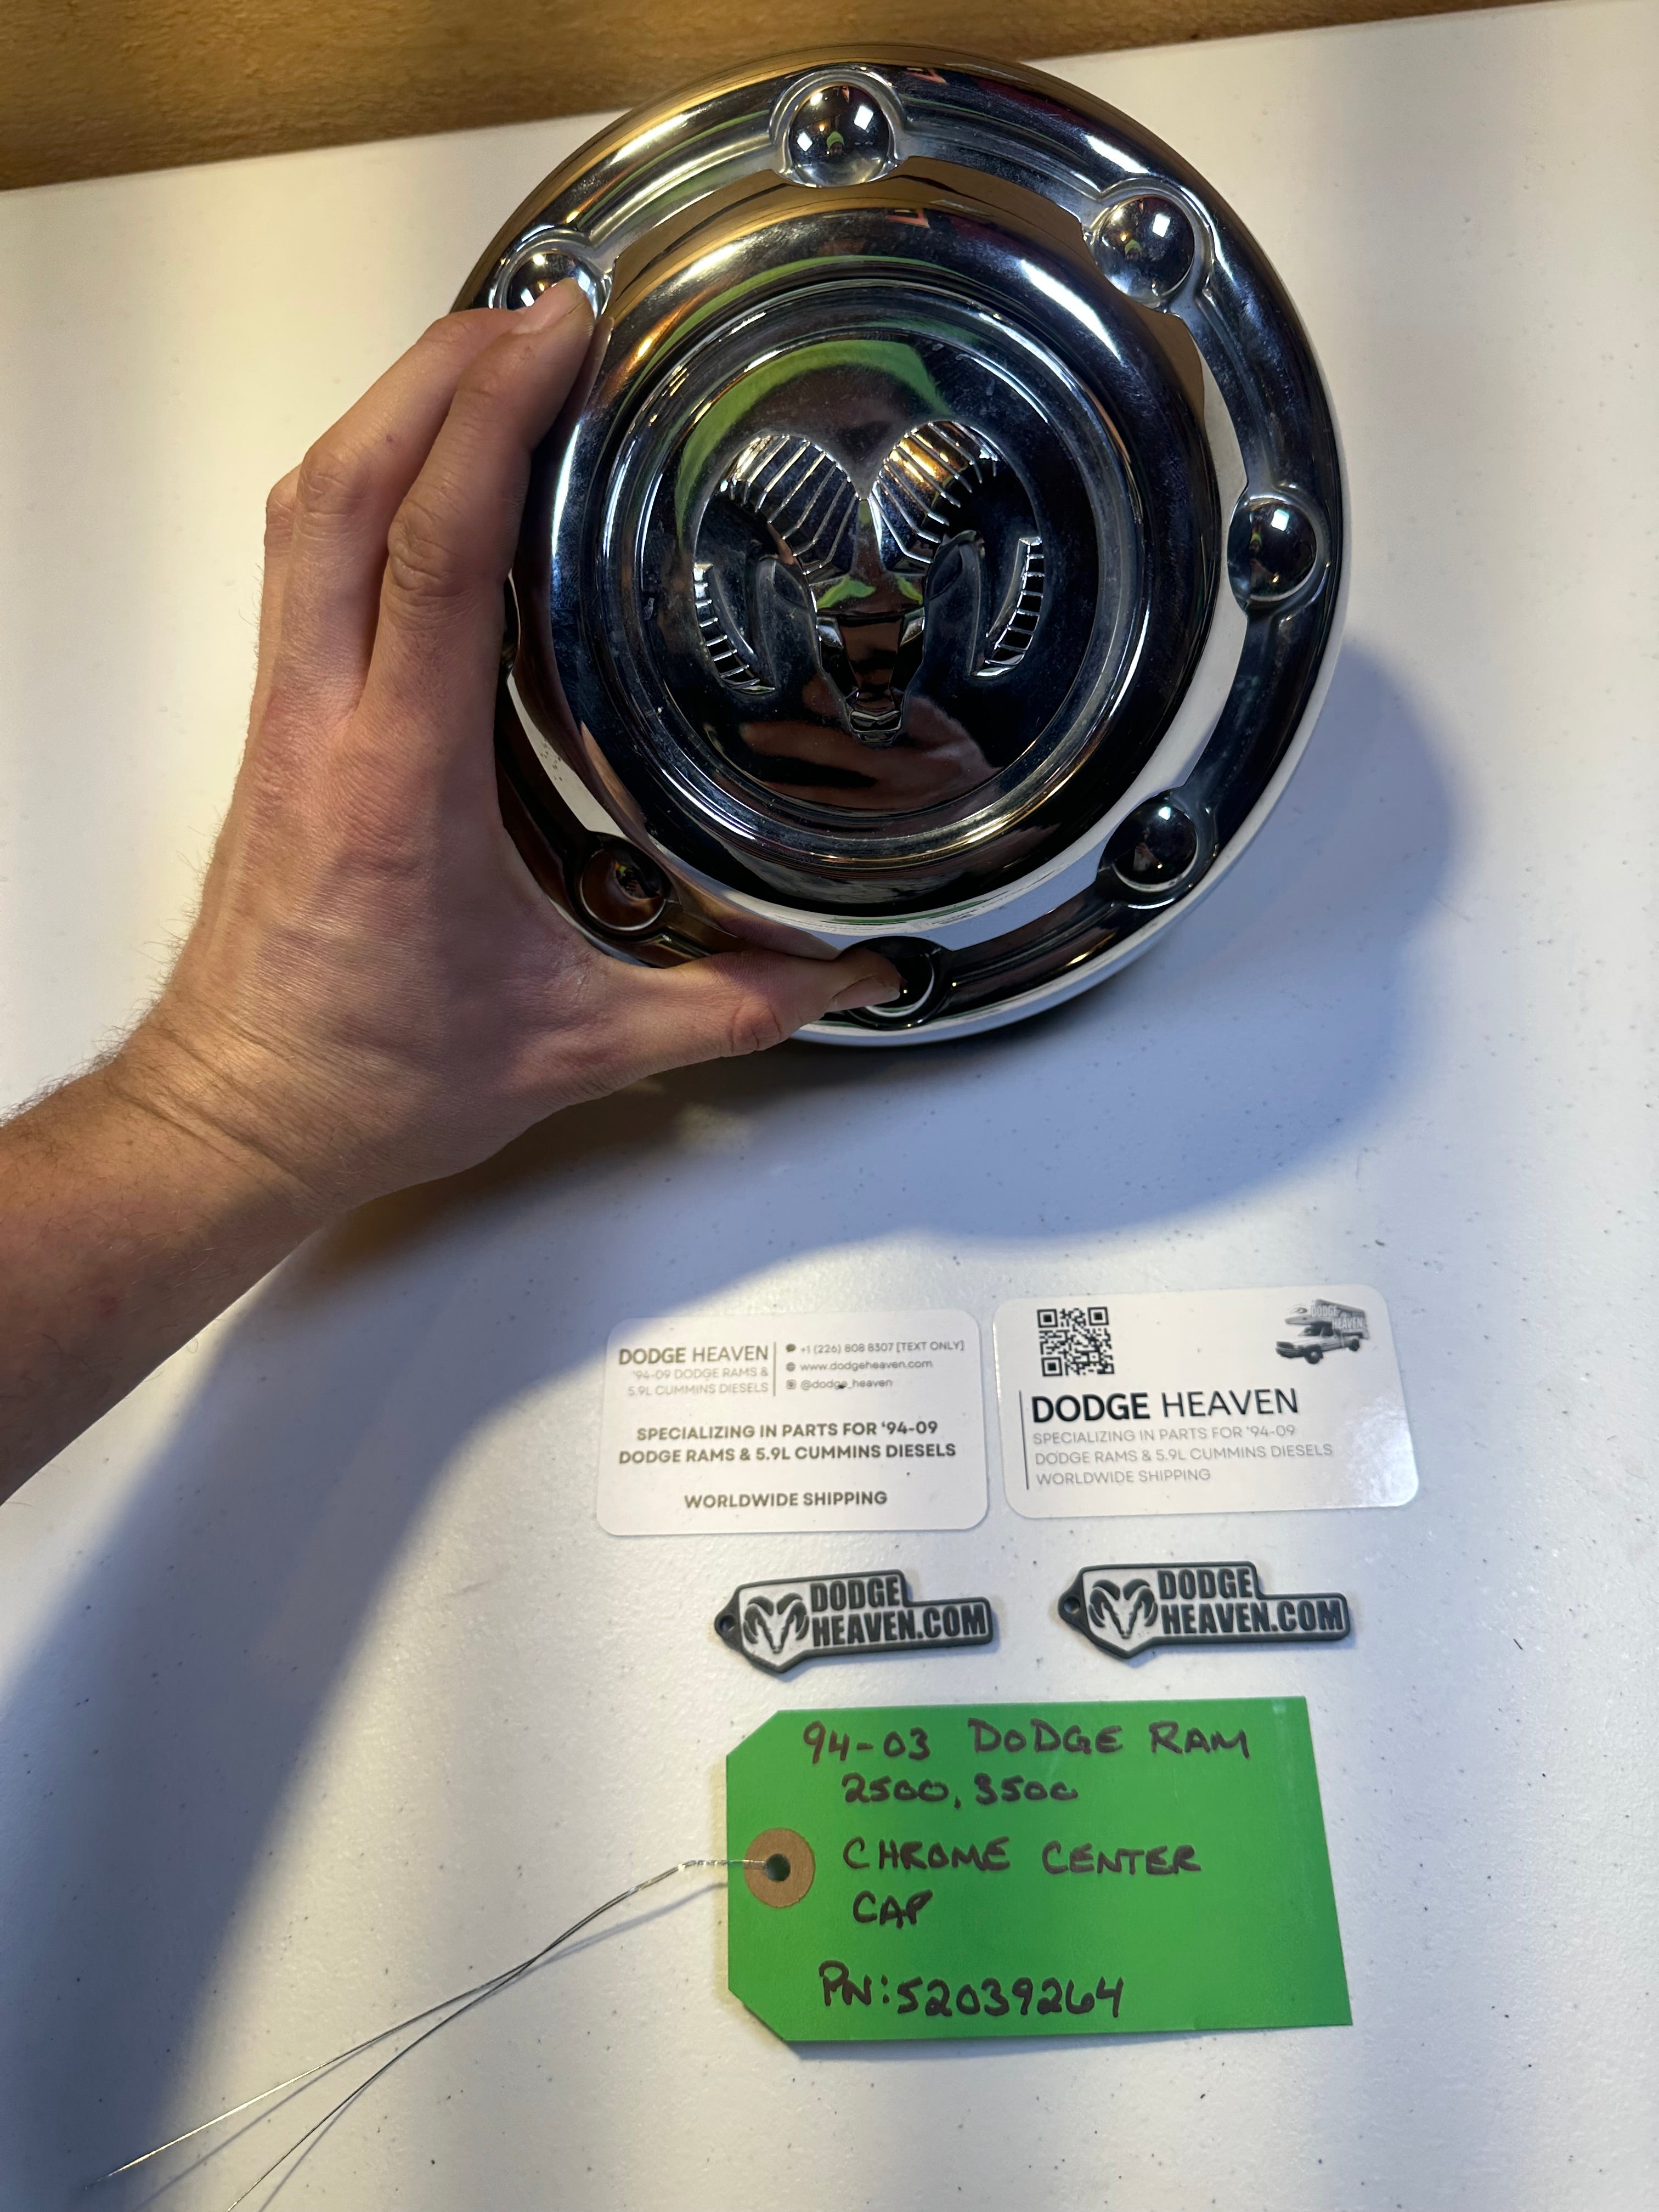 DODGE HEAVEN
'94-09 DODGE RAMS &
5.9L CUMMINS DIESELS
+1 (226) 808 8307 [TEXT ONLY]
www.dodgeheaven.com
@dodge_heaven
SPECIALIZING IN PARTS FOR '94-09
DODGE RAMS & 5.9L CUMMINS DIESELS
WORLDWIDE SHIPPING
DODGE
HEAVEN
DODGE HEAVEN
SPECIALIZING IN PARTS FOR '94-09
DODGE RAMS & 5.9L CUMMINS DIESELS
WORLDWIDE SHIPPING
DODGE
HEAVEN.COM
DODGE
HEAVEN.COM
94-03 DODGE RAM
2500, 3500
CHROME CENTER
CAP
PN:52039264